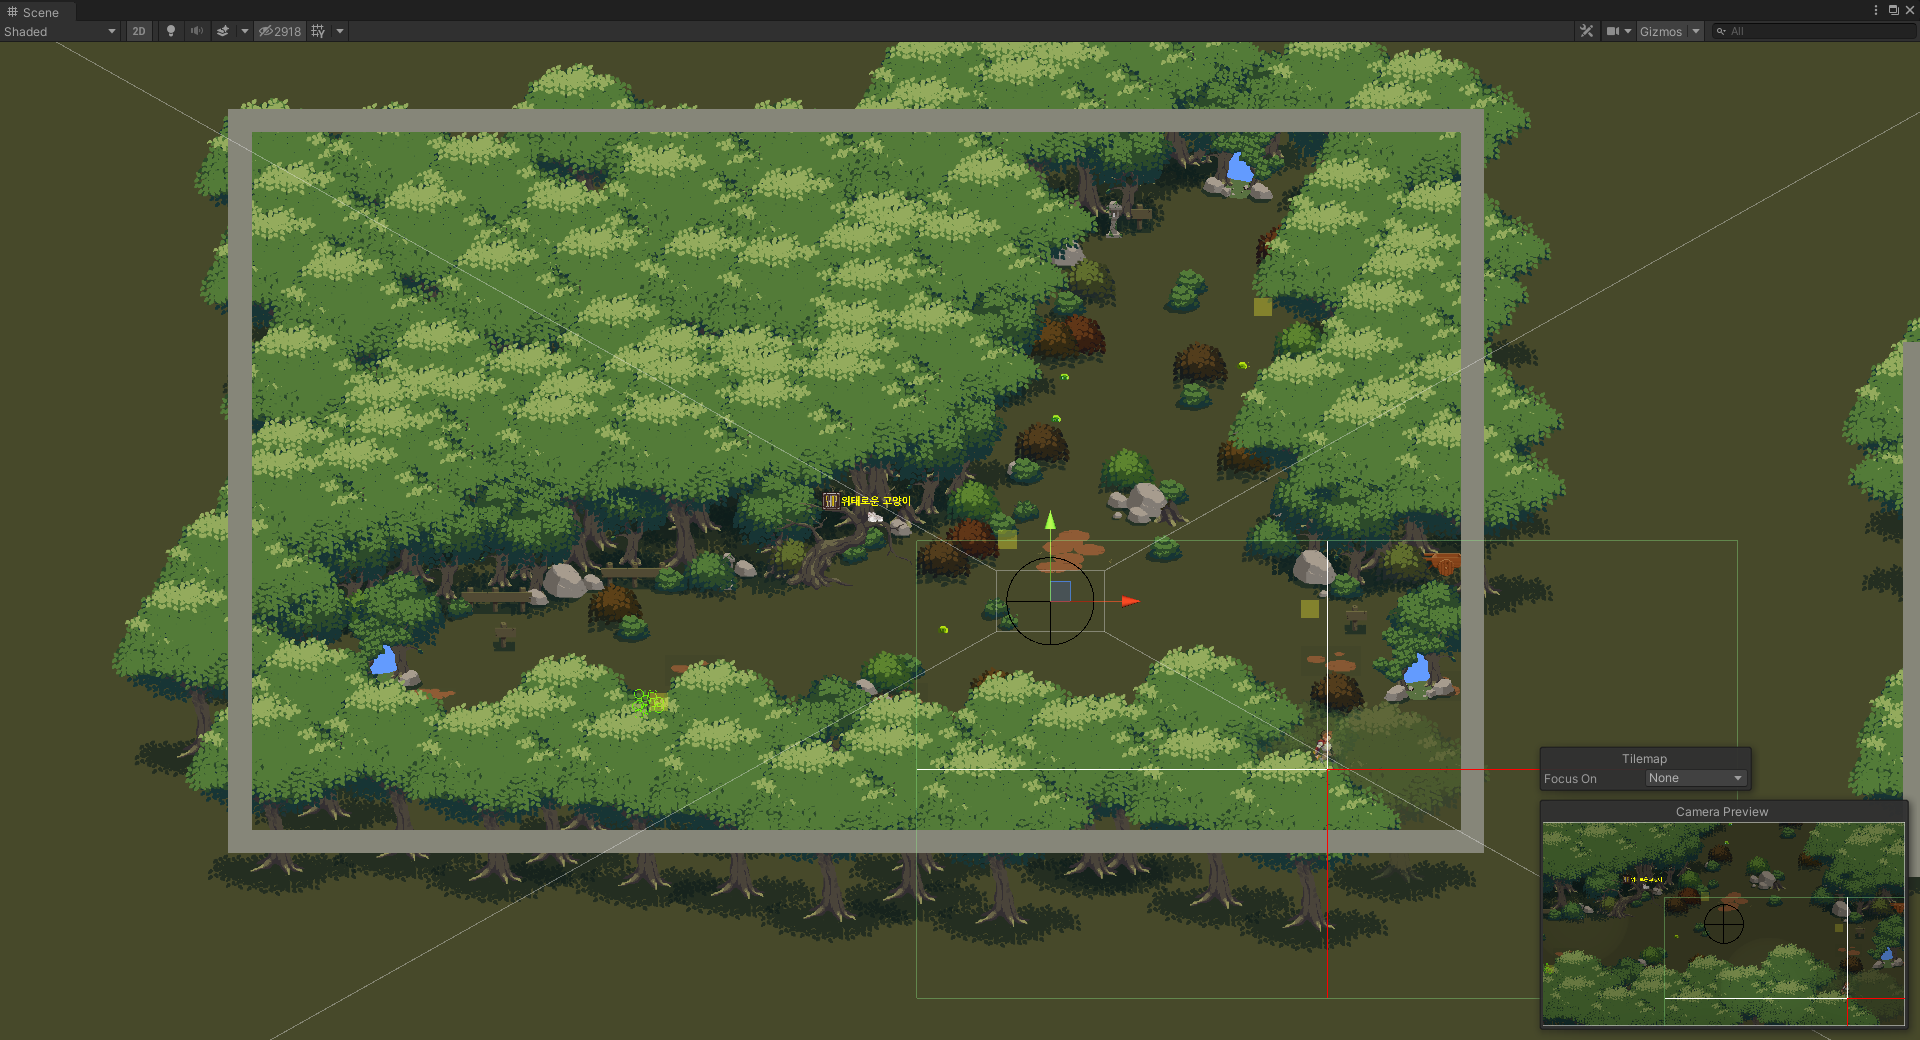 Scene
Shaded
2D
2918
Gizmos
All
위태로운 고양이
Tilemap
Focus On
None
Camera Preview